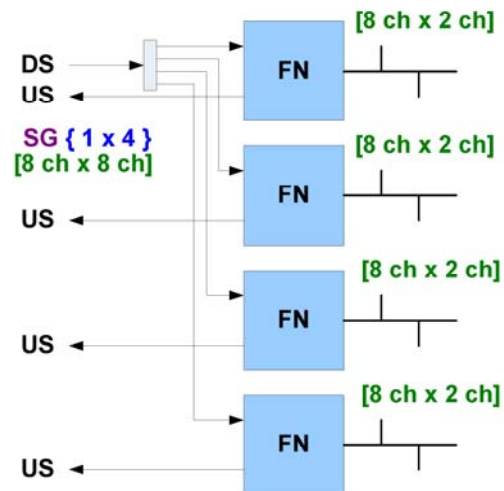 [8 ch x 2 ch]
DS
FN
US
SG { 1 x 4 }
[8 ch x 8 ch]
[8 ch x 2 ch]
FN
US
[8 ch x 2 ch]
FN
US
[8 ch x 2 ch]
FN
US